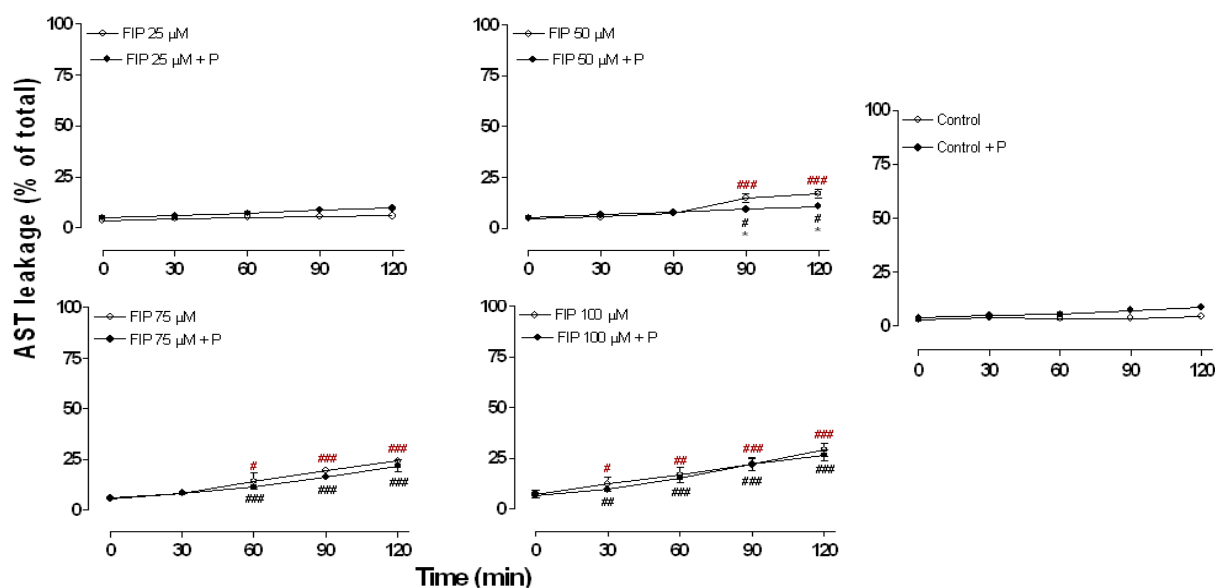 AST leakage (% of total)
100
75
50
25
0
FIP 25 µM
FIP 25 µM + P
0 30 60 90 120
100
75
50
25
0
FIP 50 µM
FIP 50 µM + P
### ###
# #
* *
0 30 60 90 120
100
75
50
25
0
Control
Control + P
0 30 60 90 120
100
75
50
25
0
FIP 75 µM
FIP 75 µM + P
# ### ###
### ### ###
0 30 60 90 120
100
75
50
25
0
FIP 100 µM
FIP 100 µM + P
# ## ### ###
## ### ### ###
0 30 60 90 120
Time (min)